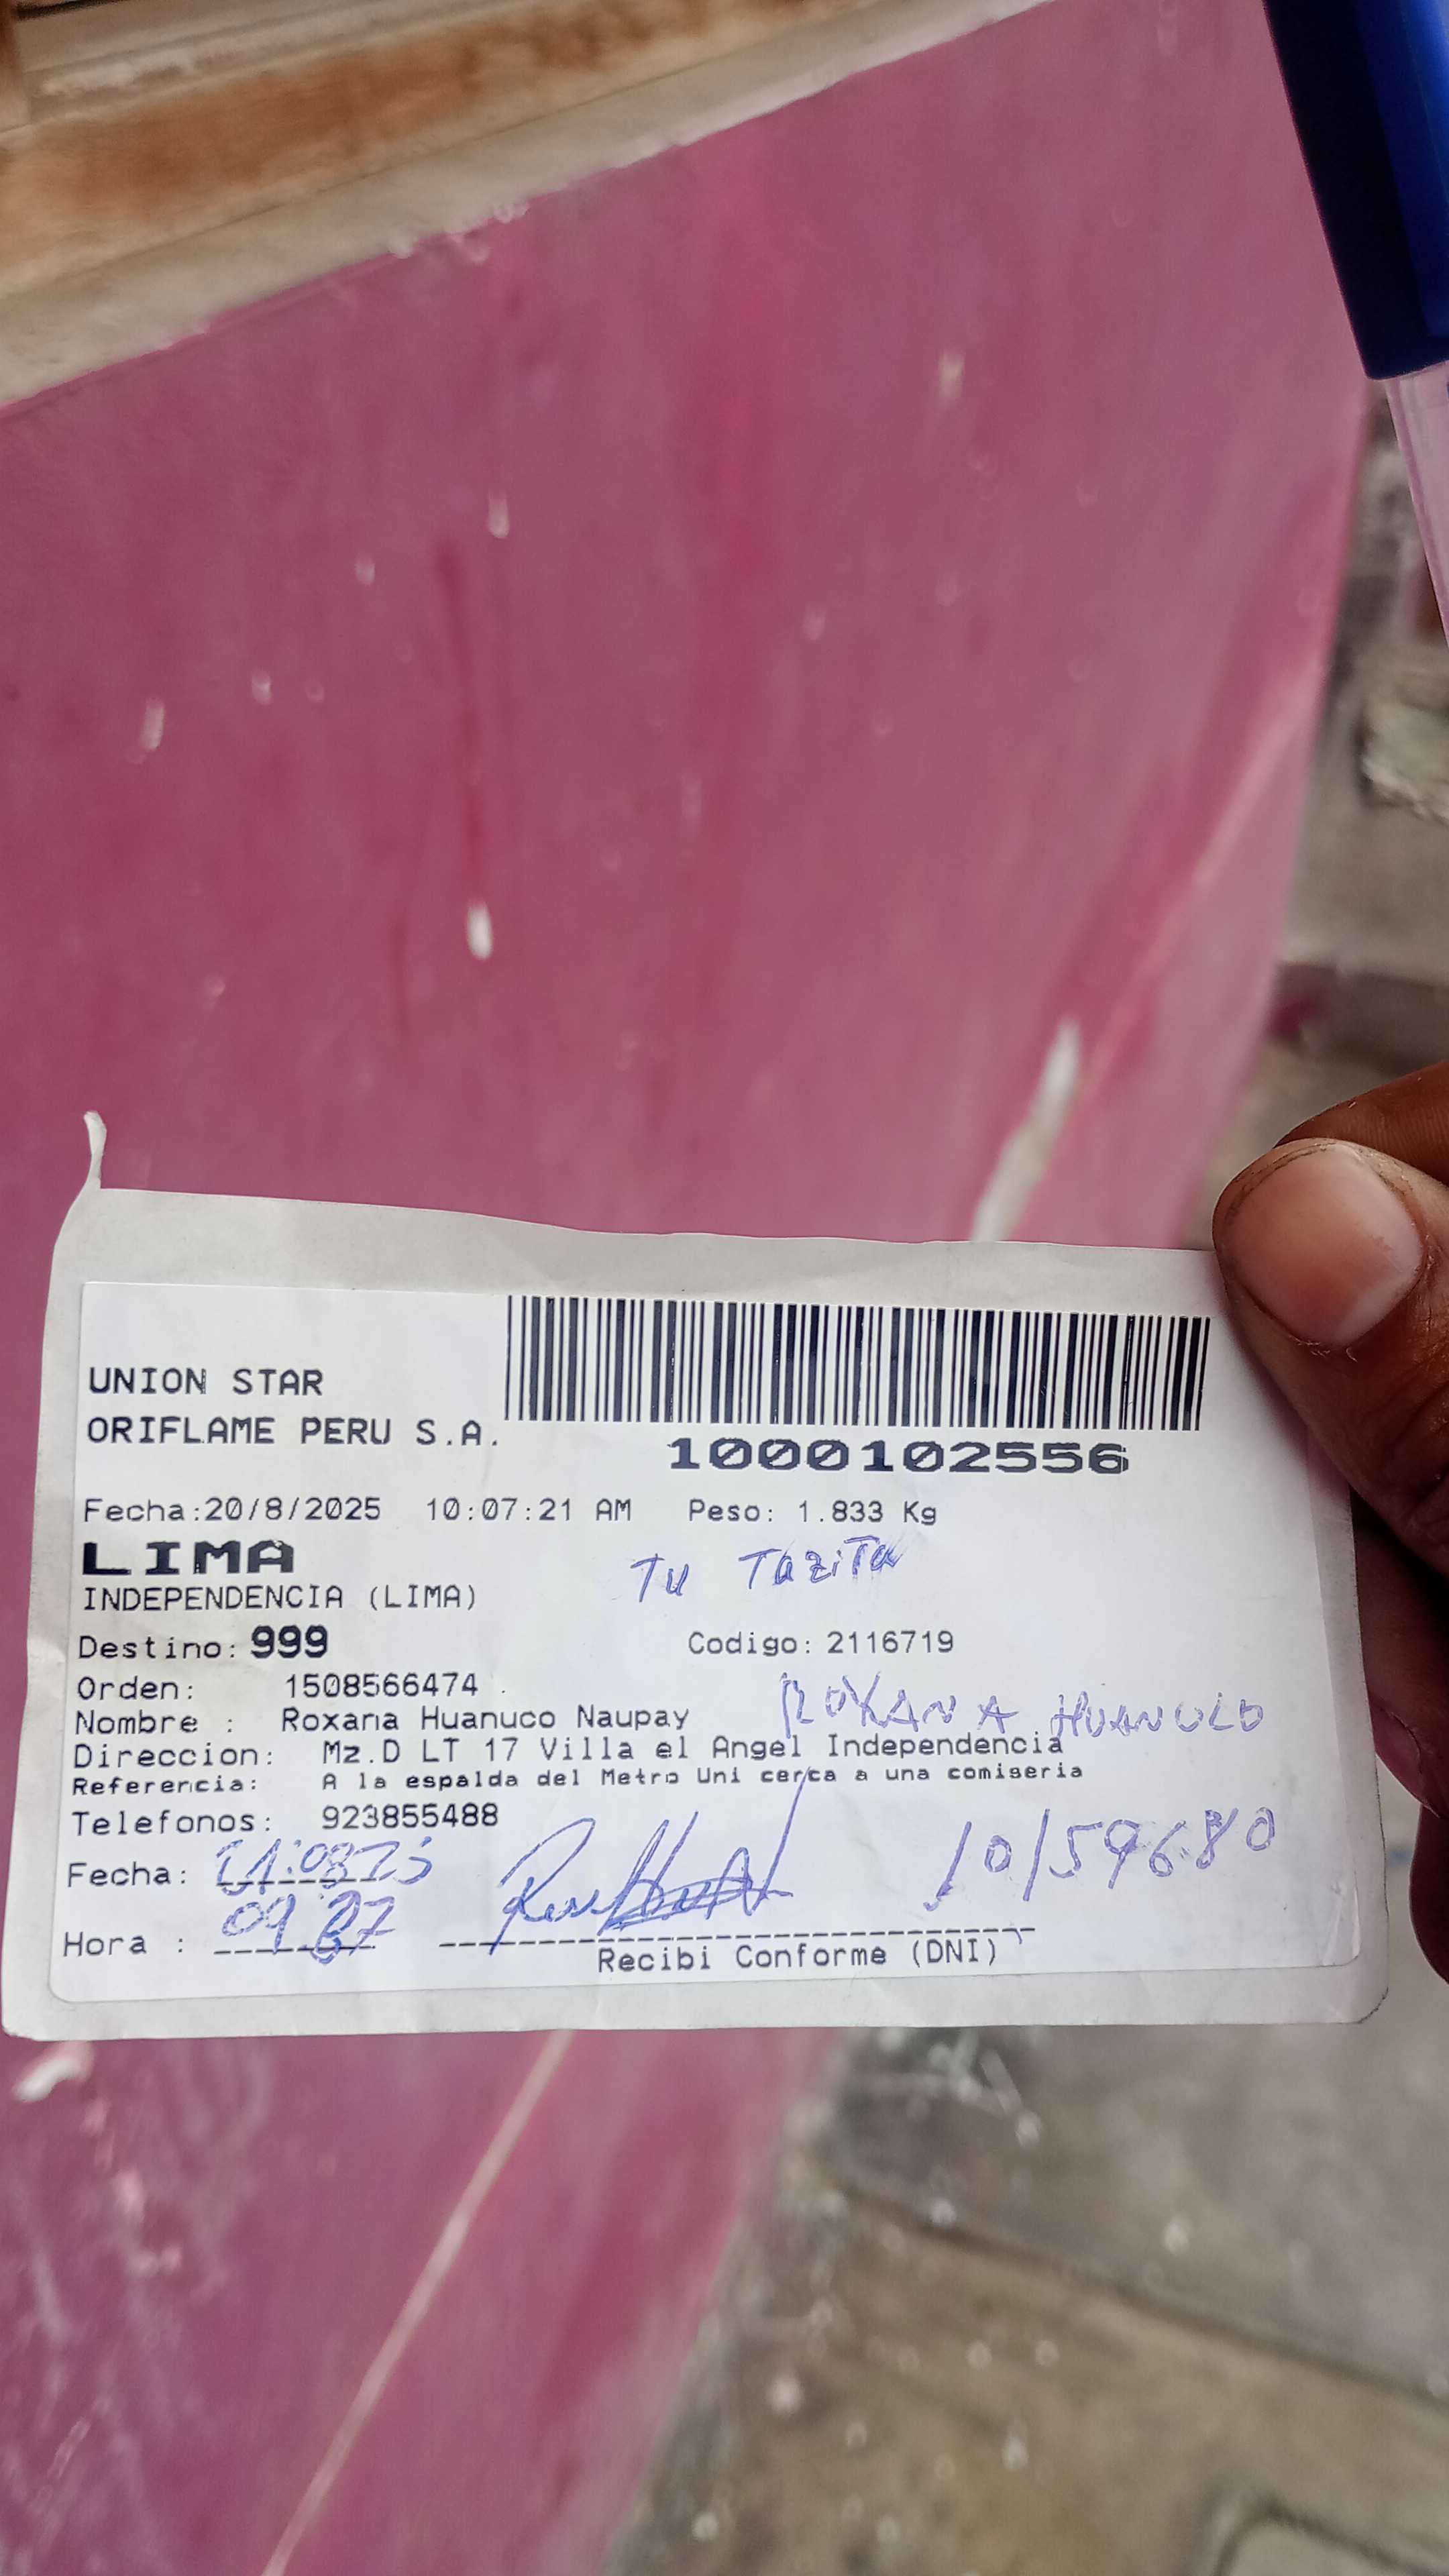 UNION STAR
ORIFLAME PERU S.A.
1000102556
Fecha:20/8/2025 10:07:21 AM Peso: 1.833 Kg
LIMA
Tu Tazita
INDEPENDENCIA (LIMA)
Destino: 999 Codigo: 2116719
Orden: 1508566474
Nombre : Roxana Huanuco Naupay ROXANA HUANUCO
Direccion: Mz.D LT 17 Villa el Angel Independencia
Referencia: A la espalda del Metro Uni cerca a una comiseria
Telefonos: 923855488
10159680
Fecha:
Hora : 09
Recibi Conforme (DNI)